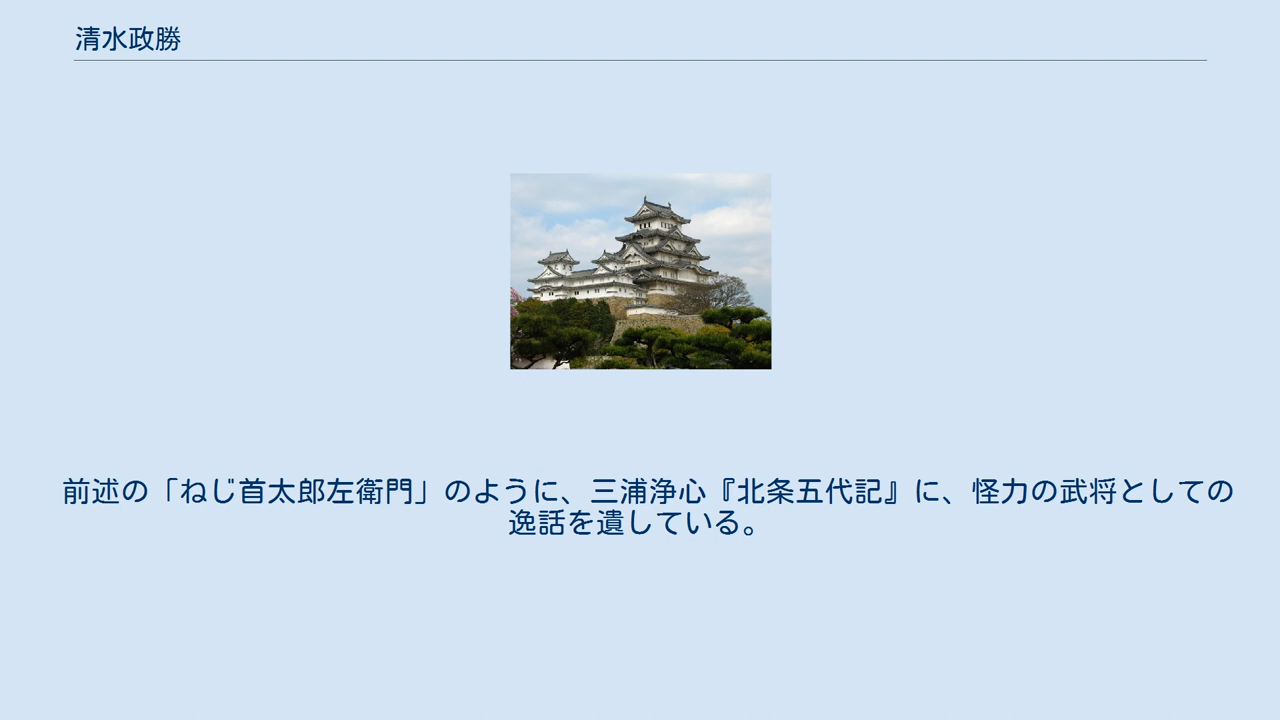 清水政勝
前述の「ねじ首太郎左衛門」のように、三浦浄心『北条五代記』に、怪力の武将としての
逸話を遺している。